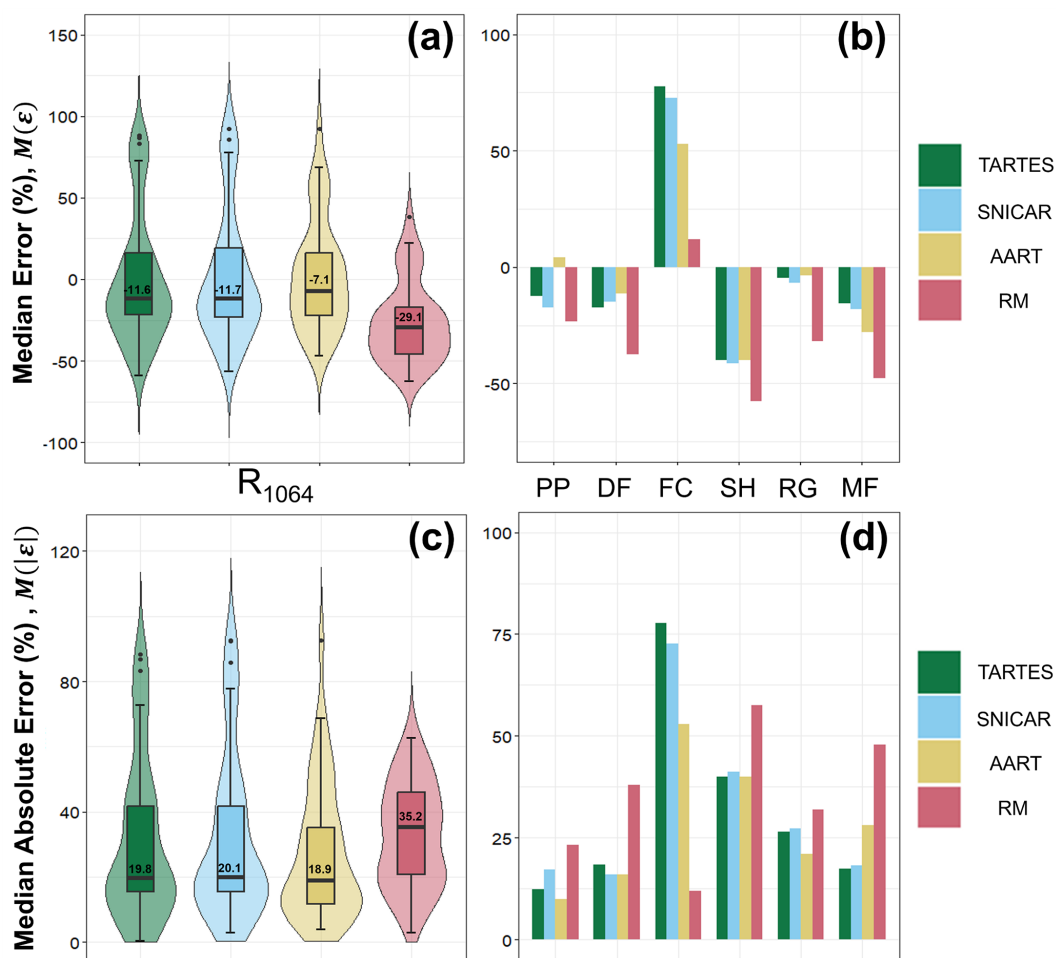 (a)
Median Error (%), M(ε)
150
100
50
0
-50
-100
-11.6
-11.7
-7.1
-29.1
R1064
(b)
100
50
0
-50
PP DF FC SH RG MF
TARTES
SNICAR
AART
RM
(c)
Median Absolute Error (%) , M(|ε|)
120
80
40
0
19.8
20.1
18.9
35.2
(d)
100
75
50
25
0
TARTES
SNICAR
AART
RM